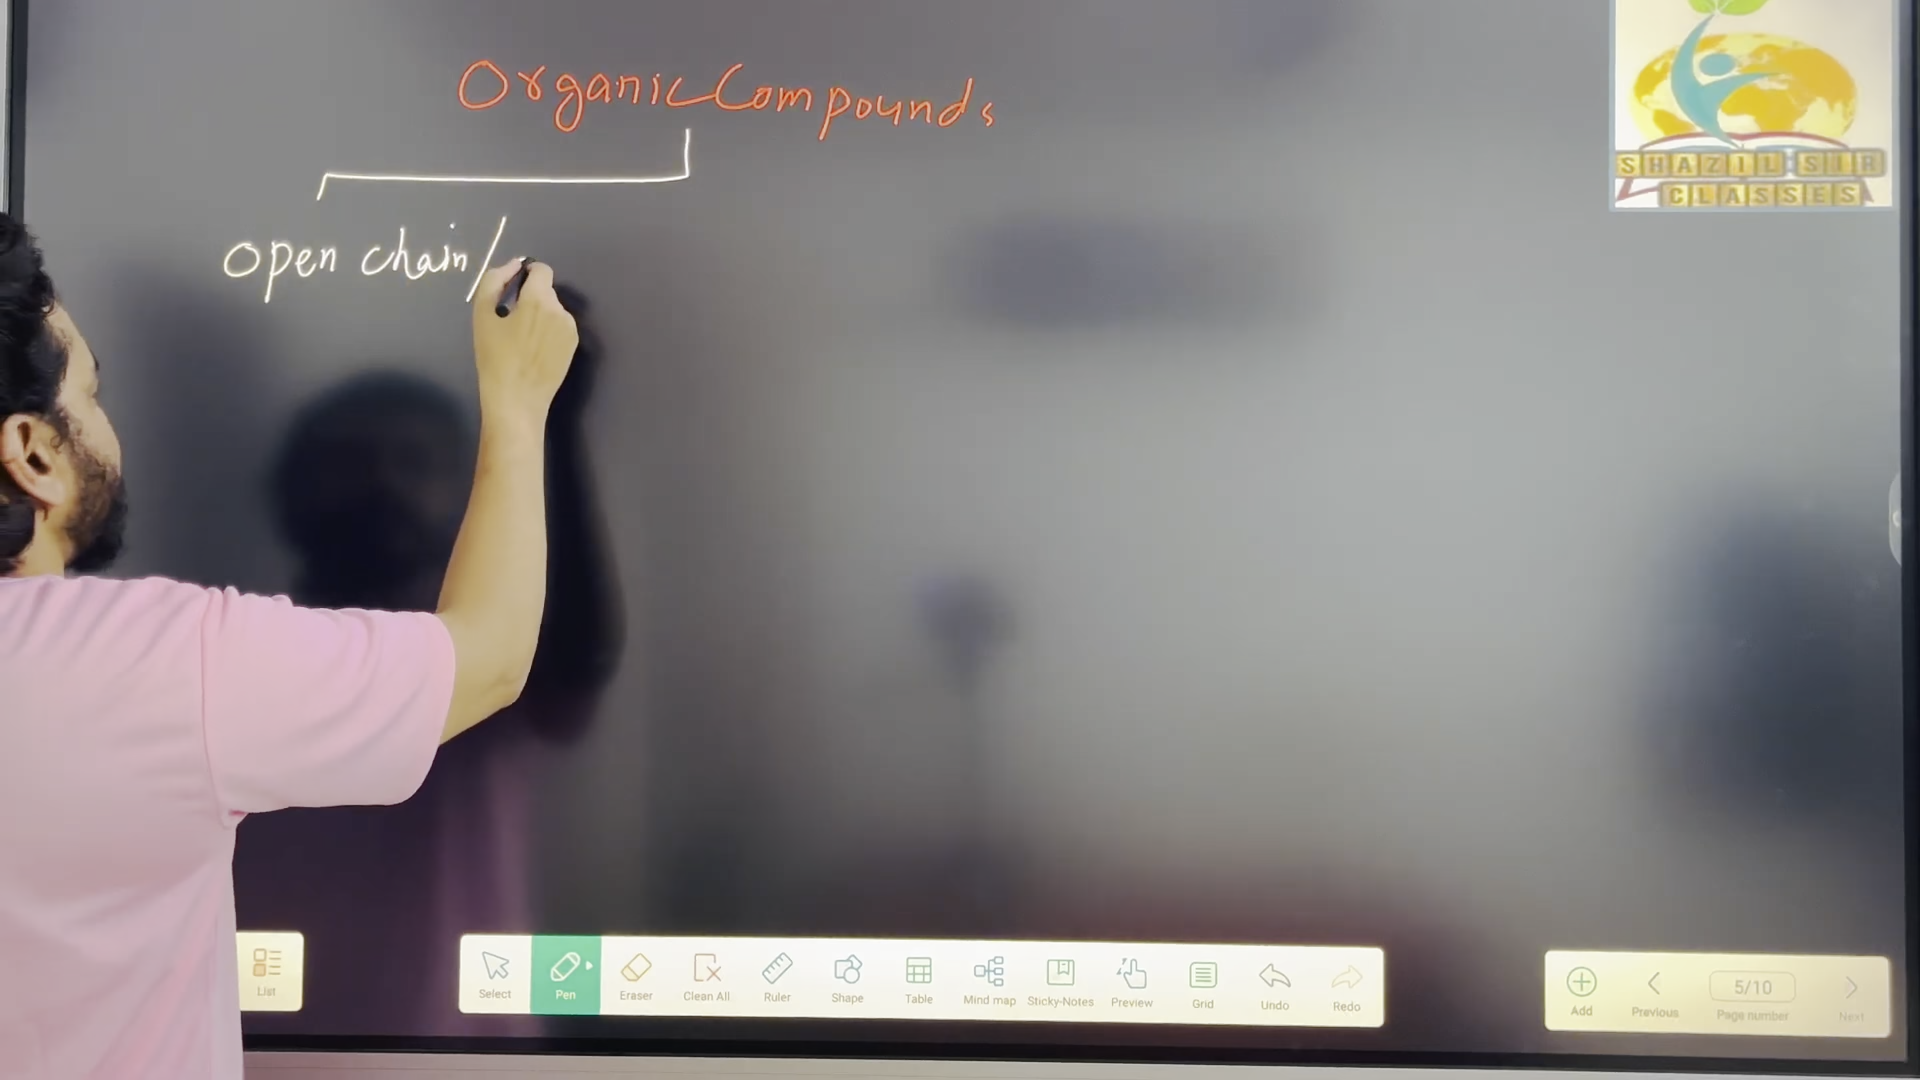 Organic Compounds
SHAZIL SIR
CLASSES
open chain/
List
Select
Pen
Eraser
Clean All
Ruler
Shape
Table
Mind map
Sticky-Notes
Preview
Grid
Undo
Redo
Add
Previous
5/10
Page number
Next